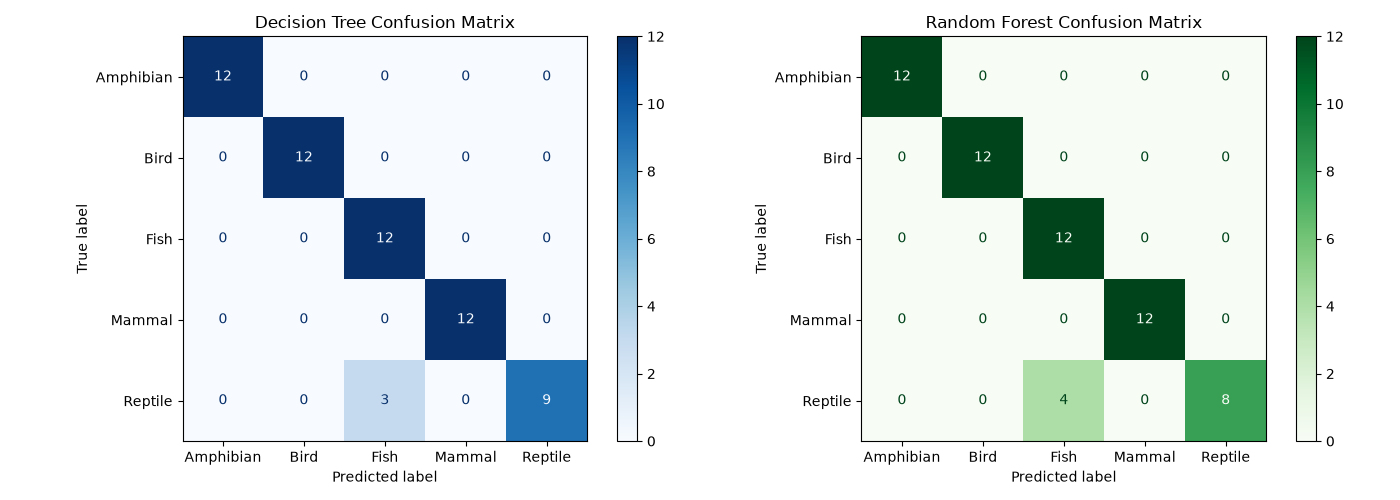 Decision Tree Confusion Matrix
Amphibian 12 0 0 0 0
Bird 0 12 0 0 0
Fish 0 0 12 0 0
Mammal 0 0 0 12 0
Reptile 0 0 3 0 9
Amphibian Bird Fish Mammal Reptile
Predicted label
True label
12
10
8
6
4
2
0
Random Forest Confusion Matrix
Amphibian 12 0 0 0 0
Bird 0 12 0 0 0
Fish 0 0 12 0 0
Mammal 0 0 0 12 0
Reptile 0 0 4 0 8
Amphibian Bird Fish Mammal Reptile
Predicted label
True label
12
10
8
6
4
2
0